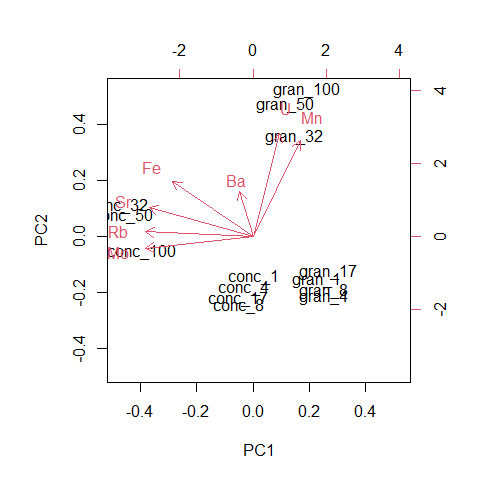 -2 0 2 4
gran_100
gran_50
U
Mn
gran_32
Fe
Ba
Sr
conc_32
conc_50
Rb
Mo
conc_100
conc_1
gran_17
gran_1
conc_4
gran_8
conc_17
gran_4
conc_8
0.4
0.2
0.0
-0.2
-0.4
PC2
4
2
0
-2
-0.4 -0.2 0.0 0.2 0.4
PC1